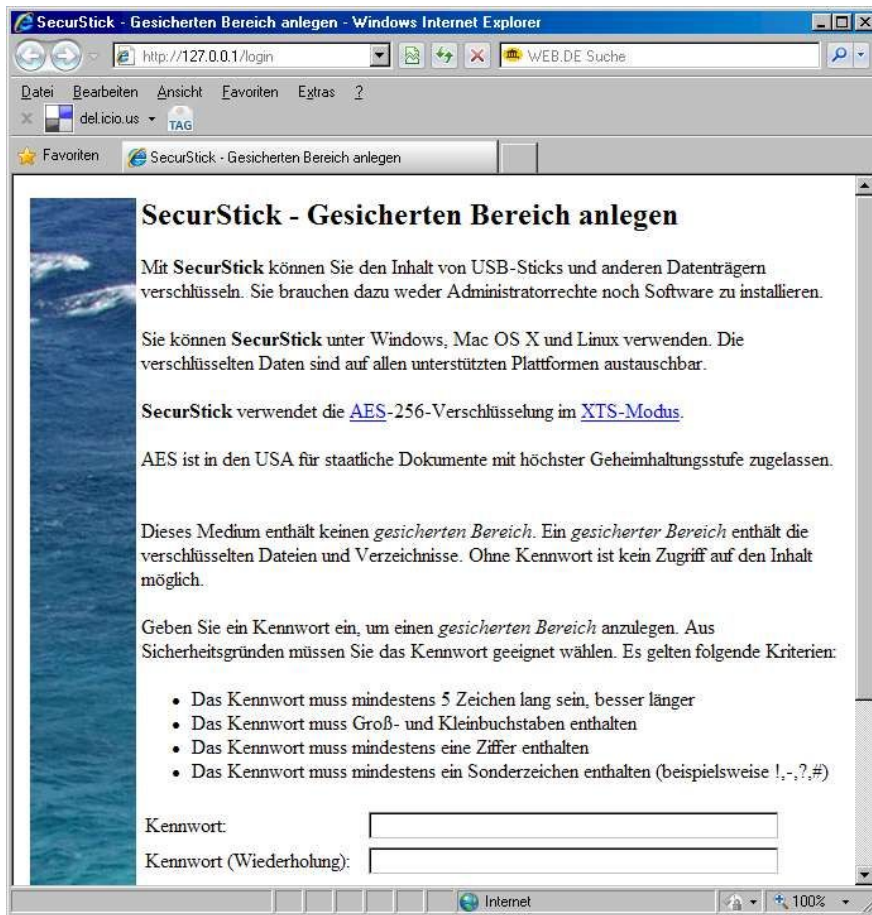 SecurStick - Gesicherten Bereich anlegen - Windows Internet Explorer
http://127.0.0.1/login
WEB.DE Suche
Datei Bearbeiten Ansicht Favoriten Extras ?
del.icio.us
TAG
Favoriten
SecurStick - Gesicherten Bereich anlegen
SecurStick - Gesicherten Bereich anlegen
Mit SecurStick können Sie den Inhalt von USB-Sticks und anderen Datenträgern
verschlüsseln. Sie brauchen dazu weder Administratorrechte noch Software zu installieren.
Sie können SecurStick unter Windows, Mac OS X und Linux verwenden. Die
verschlüsselten Daten sind auf allen unterstützten Plattformen austauschbar.
SecurStick verwendet die AES-256-Verschlüsselung im XTS-Modus.
AES ist in den USA für staatliche Dokumente mit höchster Geheimhaltungsstufe zugelassen.
Dieses Medium enthält keinen gesicherten Bereich. Ein gesicherter Bereich enthält die
verschlüsselten Dateien und Verzeichnisse. Ohne Kennwort ist kein Zugriff auf den Inhalt
möglich.
Geben Sie ein Kennwort ein, um einen gesicherten Bereich anzulegen. Aus
Sicherheitsgründen müssen Sie das Kennwort geeignet wählen. Es gelten folgende Kriterien:
• Das Kennwort muss mindestens 5 Zeichen lang sein, besser länger
• Das Kennwort muss Groß- und Kleinbuchstaben enthalten
• Das Kennwort muss mindestens eine Ziffer enthalten
• Das Kennwort muss mindestens ein Sonderzeichen enthalten (beispielsweise !,-,?,#)
Kennwort:
Kennwort (Wiederholung):
Internet
100%